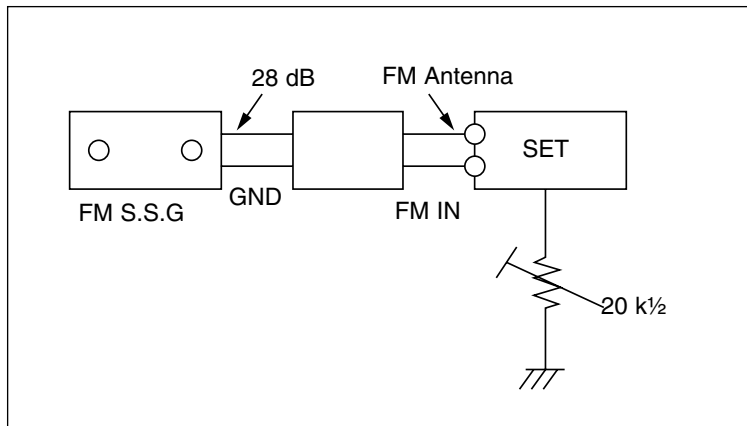 28 dB
FM Antenna
SET
FM S.S.G
GND
FM IN
20 k½